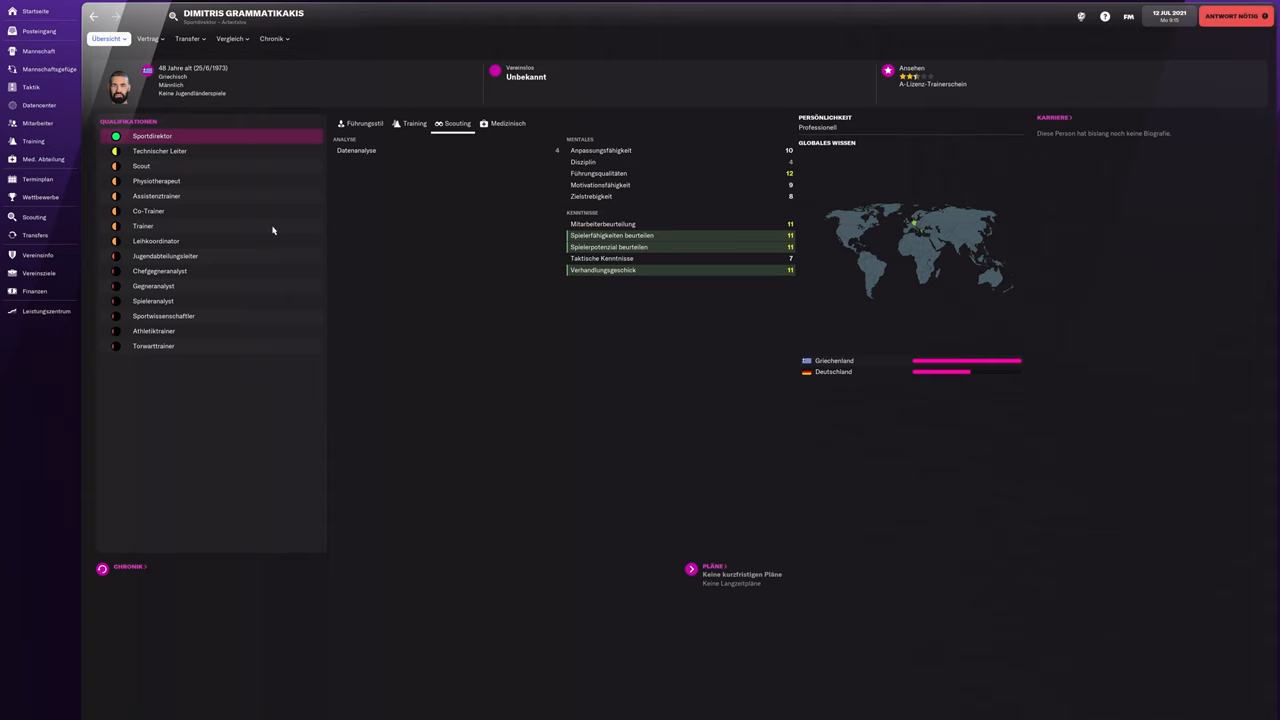 Startseite
Posteingang
Mannschaft
Mannschaftsgefüge
Taktik
Datencenter
Mitarbeiter
Training
Med. Abteilung
Terminplan
Wettbewerbe
Scouting
Transfers
Vereinsinfo
Vereinsziele
Finanzen
Leistungszentrum
DIMITRIS GRAMMATIKAKIS
Sportdirektor - Arbeitslos
? FM
12 JUL 2021
Mo 9:15
ANTWORT NÖTIG
Übersicht Vertrag Transfer Vergleich Chronik
48 Jahre alt (25/6/1973)
Griechisch
Männlich
Keine Jugendländerspiele
Vereinslos
Unbekannt
Ansehen
A-Lizenz-Trainerschein
QUALIFIKATIONEN
Sportdirektor
Technischer Leiter
Scout
Physiotherapeut
Assistenztrainer
Co-Trainer
Trainer
Leihkoordinator
Jugendabteilungsleiter
Chefgegneranalyst
Gegneranalyst
Spieleranalyst
Sportwissenschaftler
Athletiktrainer
Torwarttrainer
Führungsstil Training Scouting Medizinisch
ANALYSE
Datenanalyse 4
MENTALES
Anpassungsfähigkeit 10
Disziplin 4
Führungsqualitäten 12
Motivationsfähigkeit 9
Zielstrebigkeit 8
KENNTNISSE
Mitarbeiterbeurteilung 11
Spielerfähigkeiten beurteilen 11
Spielerpotenzial beurteilen 11
Taktische Kenntnisse 7
Verhandlungsgeschick 11
PERSÖNLICHKEIT
Professionell
GLOBALES WISSEN
Griechenland
Deutschland
KARRIERE >
Diese Person hat bislang noch keine Biografie.
CHRONIK >
PLÄNE >
Keine kurzfristigen Pläne
Keine Langzeitpläne